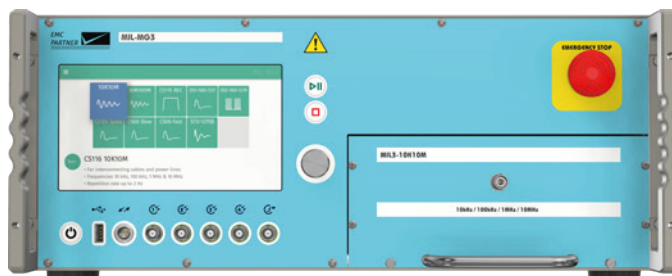 EMC
PARTNER
MIL-MG3
EMERGENCY STOP
10K10M
CS116 10K10M
• For interconnecting cables and power lines
• Frequencies 10 kHz, 100 kHz, 1 MHz & 10 MHz
• Repetition rate up to 2 Hz
MIL3-10K10M
10kHz / 100kHz / 1MHz / 10MHz